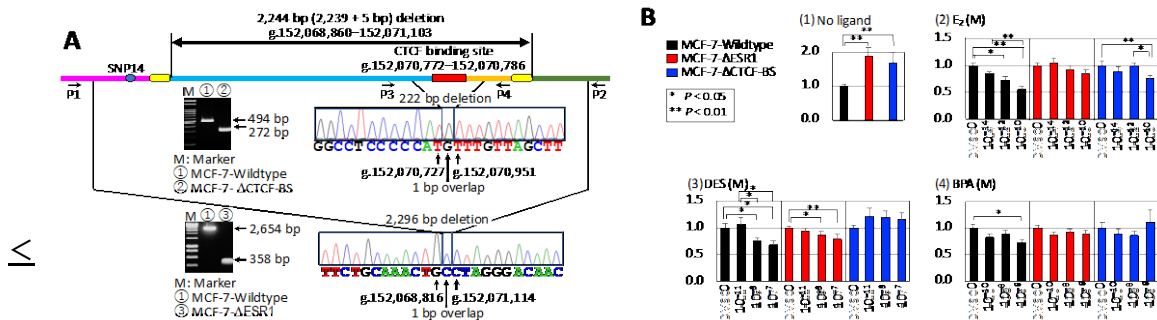 A
2,244 bp (2,239 + 5 bp) deletion
g.152,068,860–152,071,103
CTCF binding site
g.152,070,772–152,070,786
SNP14
P1
P3
P4
P2
M ① ②
494 bp
272 bp
M: Marker
① MCF-7-Wildtype
② MCF-7- ΔCTCF-BS
222 bp deletion
GGCCTCCCCCATGTTTGTTAGCTT
g.152,070,727
g.152,070,951
1 bp overlap
M ① ③
2,654 bp
358 bp
M: Marker
① MCF-7-Wildtype
③ MCF-7-ΔESR1
2,296 bp deletion
TTCTGCAAACTGCCTAGGGACAAC
g.152,068,816
g.152,071,114
1 bp overlap
≤
B
MCF-7-Wildtype
MCF-7-ΔESR1
MCF-7-ΔCTCF-BS
* P < 0.05
** P < 0.01
(1) No ligand
**
**
2.0
1.0
0.0
(2) E₂ (M)
**
**
*
**
*
1.5
1.0
0.5
0.0
(3) DES (M)
*
*
*
*
**
*
1.5
1.0
0.5
0.0
(4) BPA (M)
*
1.5
1.0
0.5
0.0